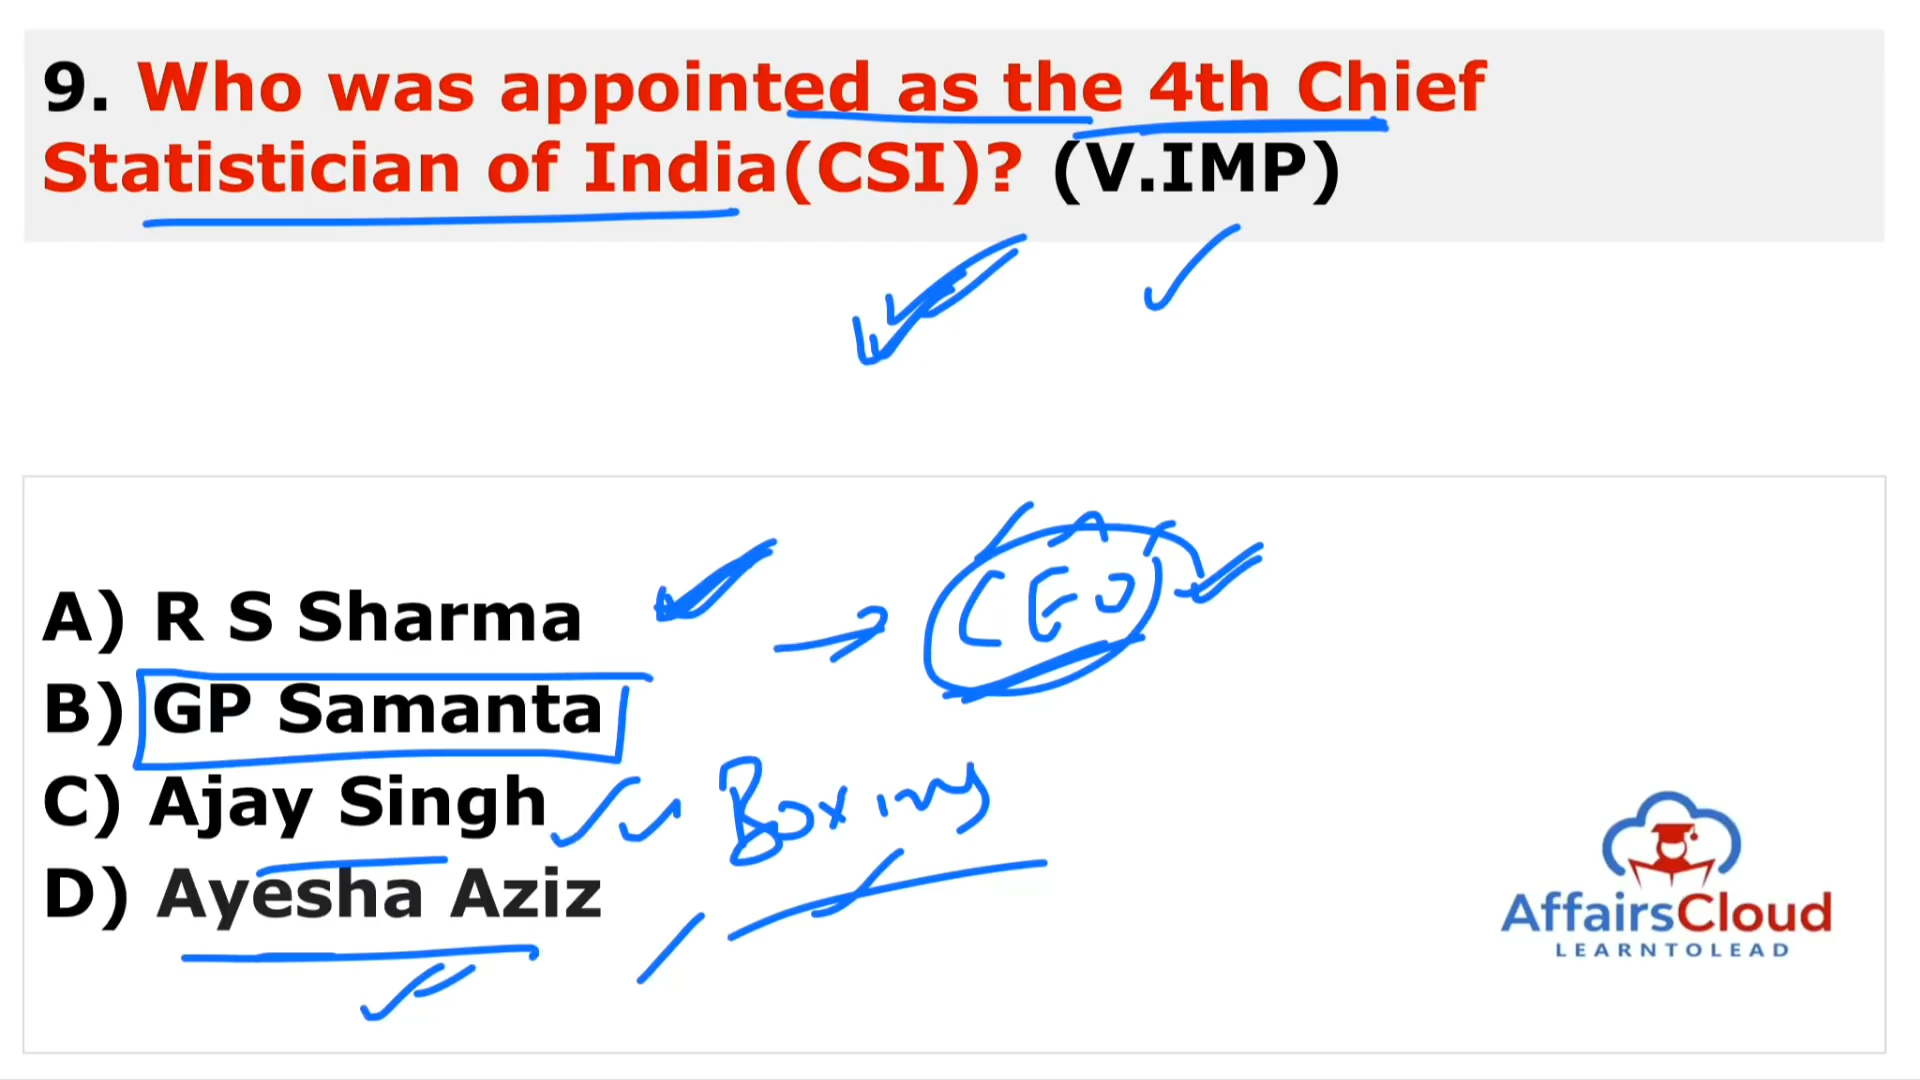 9. Who was appointed as the 4th Chief
Statistician of India(CSI)? (V.IMP)
A) R S Sharma
CEO
B) GP Samanta
C) Ajay Singh
Boxing
D) Ayesha Aziz
AffairsCloud
LEARNTOLEAD